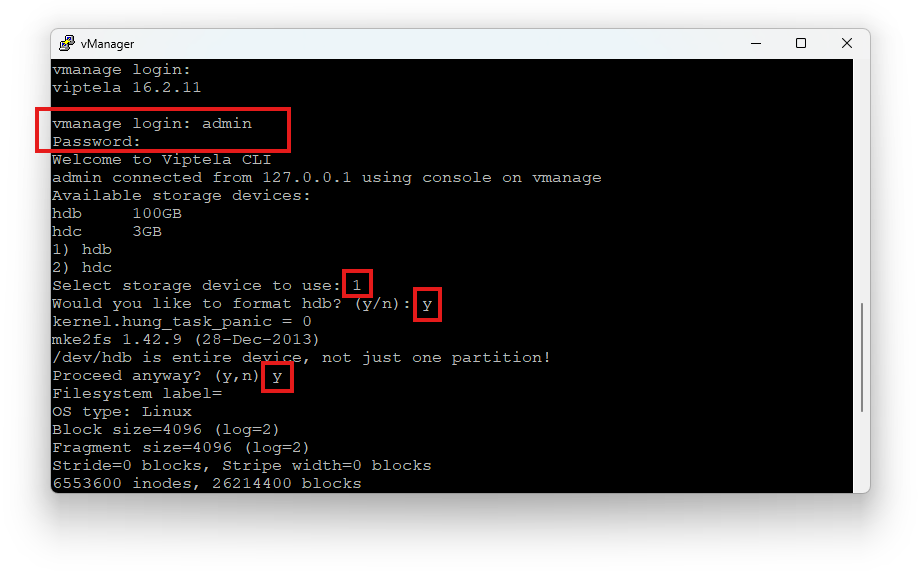 vManager
vmanage login:
viptela 16.2.11
vmanage login: admin
Password:
Welcome to Viptela CLI
admin connected from 127.0.0.1 using console on vmanage
Available storage devices:
hdb     100GB
hdc     3GB
1) hdb
2) hdc
Select storage device to use: 1
Would you like to format hdb? (y/n): y
kernel.hung_task_panic = 0
mke2fs 1.42.9 (28-Dec-2013)
/dev/hdb is entire device, not just one partition!
Proceed anyway? (y,n) y
Filesystem label=
OS type: Linux
Block size=4096 (log=2)
Fragment size=4096 (log=2)
Stride=0 blocks, Stripe width=0 blocks
6553600 inodes, 26214400 blocks